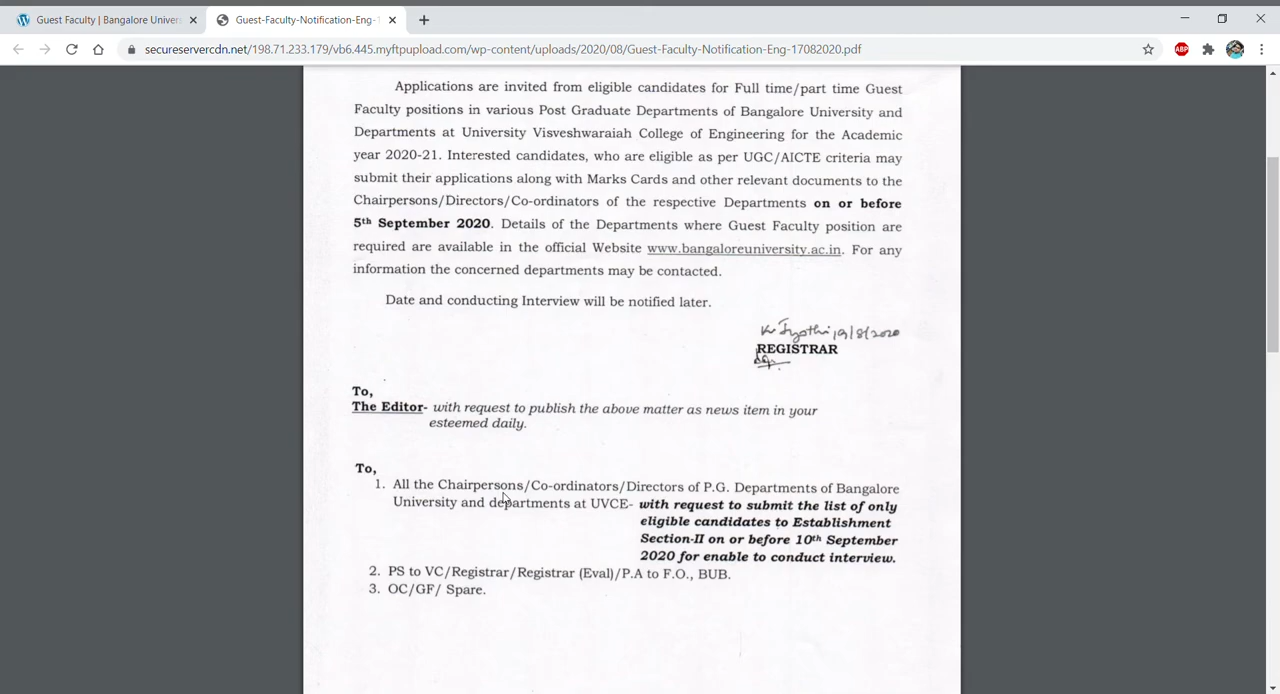 Guest Faculty | Bangalore Univer
Guest-Faculty-Notification-Eng-1
secureservercdn.net/198.71.233.179/vb6.445.myftpupload.com/wp-content/uploads/2020/08/Guest-Faculty-Notification-Eng-17082020.pdf
ABP
Applications are invited from eligible candidates for Full time/part time Guest
Faculty positions in various Post Graduate Departments of Bangalore University and
Departments at University Visveshwaraiah College of Engineering for the Academic
year 2020-21. Interested candidates, who are eligible as per UGC/AICTE criteria may
submit their applications along with Marks Cards and other relevant documents to the
Chairpersons/Directors/Co-ordinators of the respective Departments on or before
5th September 2020. Details of the Departments where Guest Faculty position are
required are available in the official Website www.bangaloreuniversity.ac.in. For any
information the concerned departments may be contacted.
Date and conducting Interview will be notified later.
K Jyothi 19/8/2020
REGISTRAR
To,
The Editor- with request to publish the above matter as news item in your
esteemed daily.
To,
1. All the Chairpersons/Co-ordinators/Directors of P.G. Departments of Bangalore
University and departments at UVCE- with request to submit the list of only
eligible candidates to Establishment
Section-II on or before 10th September
2020 for enable to conduct interview.
2. PS to VC/Registrar/Registrar (Eval)/P.A to F.O., BUB.
3. OC/GF/ Spare.